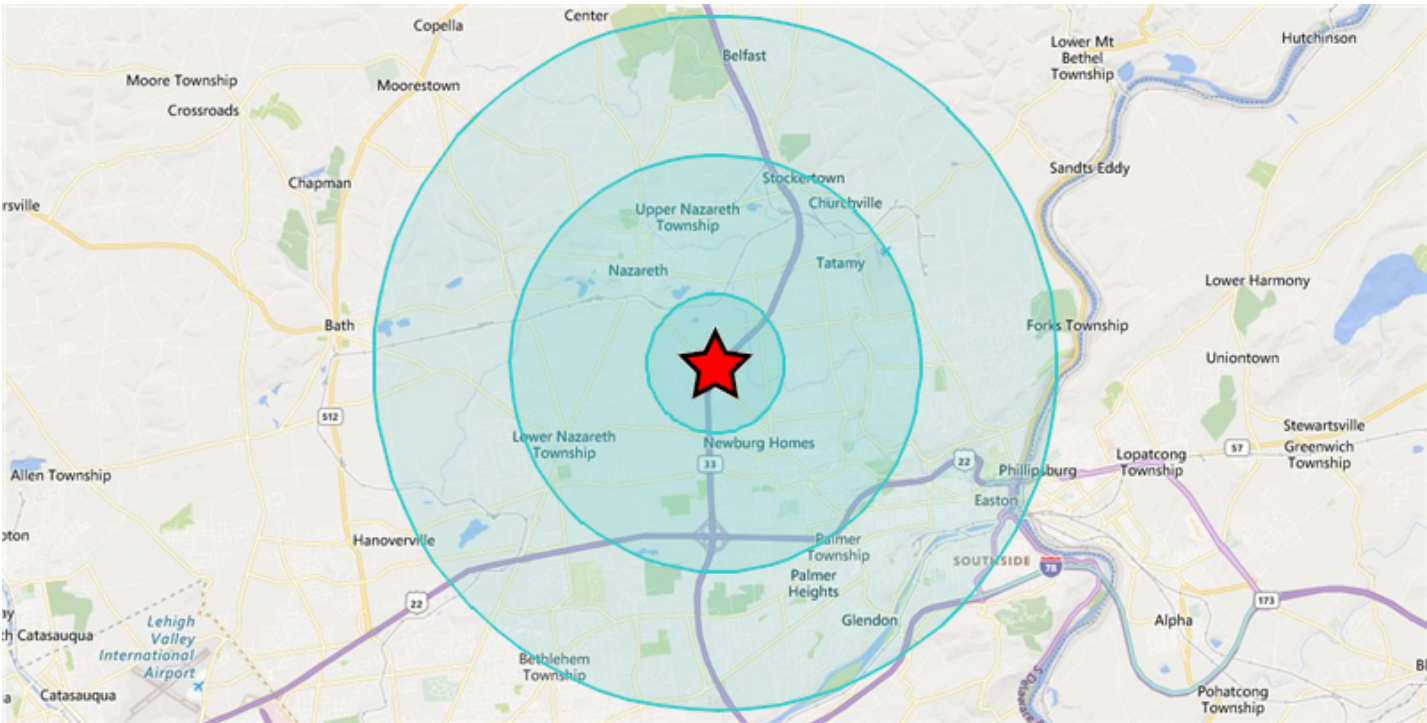 Center
Copella
Hutchinson
Lower Mt
Bethel
Township
Belfast
Moore Township
Moorestown
Crossroads
Sandts Eddy
Chapman
Stockertown
Churchville
rsville
Upper Nazareth
Township
Tatamy
Nazareth
Lower Harmony
Bath
Forks Township
Uniontown
512
Stewartsville
Lower Nazareth
Township
Newburg Homes
57
Greenwich
Township
Lopatcong
Township
33
22
Phillipsburg
Allen Township
Easton
pton
Hanoverville
Palmer
Township
SOUTHSIDE
78
Palmer
Heights
22
173
ay
Glendon
Alpha
Lehigh
Valley
International
Airport
h Catasauqua
Bethlehem
Township
Bl
a
Catasauqua
Pohatcong
Township